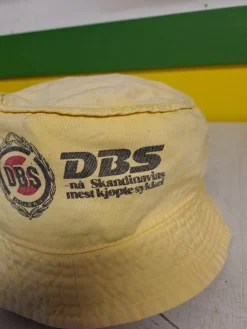 DBS
DBS
-nå Skandinavias
mest kjøpte sykkel